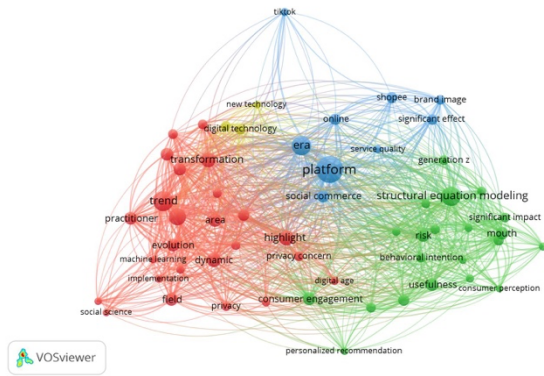 tiktok
new technology
shopee
brand image
online
significant effect
digital technology
era
service quality
transformation
generation z
platform
trend
social commerce
structural equation modeling
practitioner
area
significant impact
highlight
risk
mouth
evolution
privacy concern
machine learning
dynamic
behavioral intention
implementation
digital age
usefulness
consumer perception
social science
field
privacy
consumer engagement
personalized recommendation
VOSviewer